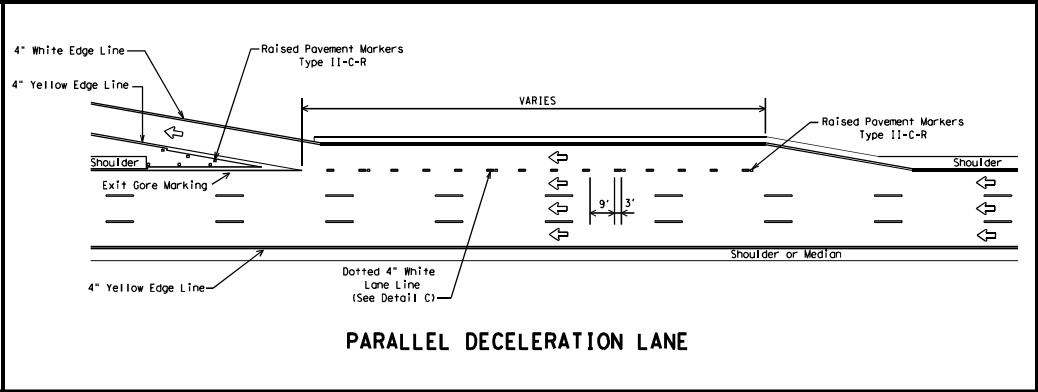 4" White Edge Line
Raised Pavement Markers
Type II-C-R
4" Yellow Edge Line
VARIES
Raised Pavement Markers
Type II-C-R
Shoulder
Shoulder
Exit Gore Marking
9'
3'
Shoulder or Median
Dotted 4" White
Lane Line
(See Detail C)
4" Yellow Edge Line
PARALLEL DECELERATION LANE